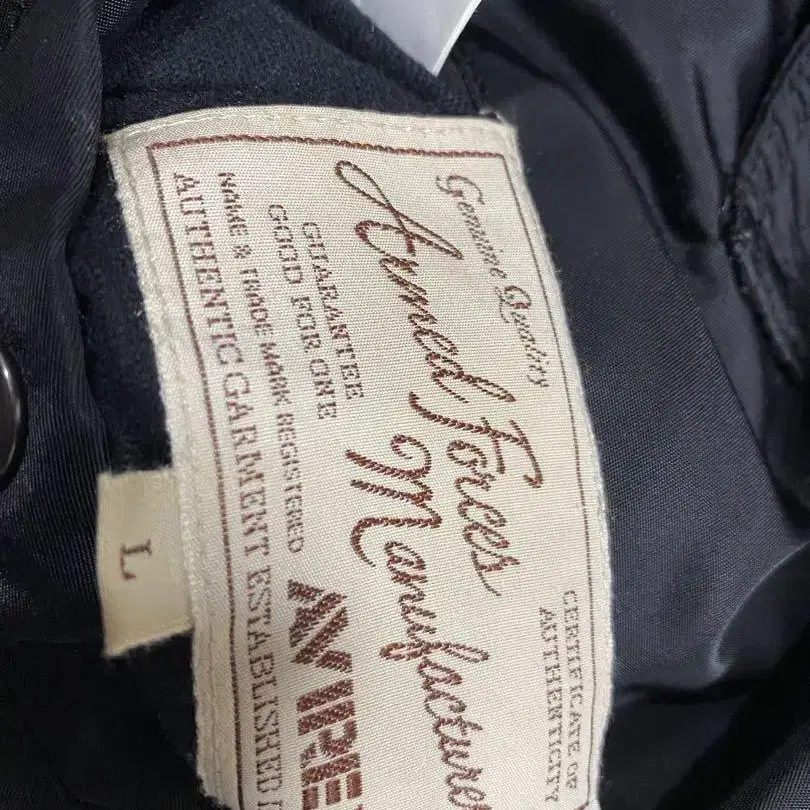 Genuine Quality
CERTIFICATE OF
AUTHENTICITY
Armed Forces
Manufacture
GUARANTEE
GOOD FOR ONE
NAME & TRADE MARK REGISTERED
AUTHENTIC GARMENT ESTABLISHED
AVIRE
L